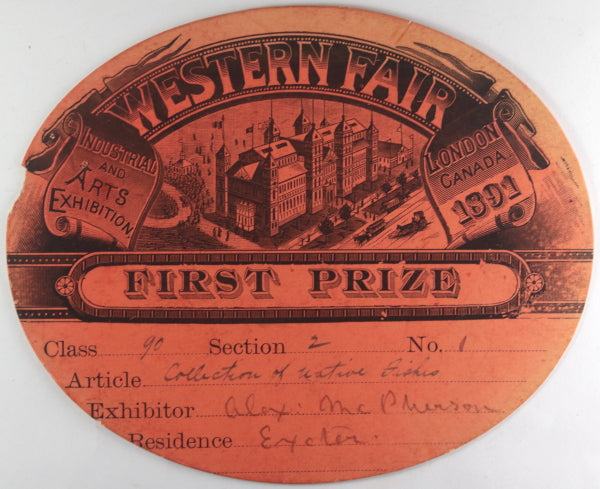 WESTERN FAIR
INDUSTRIAL
AND
ARTS
EXHIBITION
LONDON
CANADA
1891
FIRST PRIZE
Class 90 Section 2 No. 1
Article Collection of native Fishes
Exhibitor Alex. McPherson
Residence Exeter.